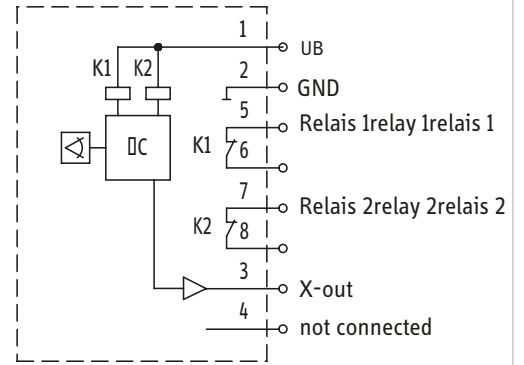 1 UB
K1 K2 2 GND
5 Relais 1relay 1relais 1
▯C K1 6
7 Relais 2relay 2relais 2
K2 8
3 X-out
4 not connected